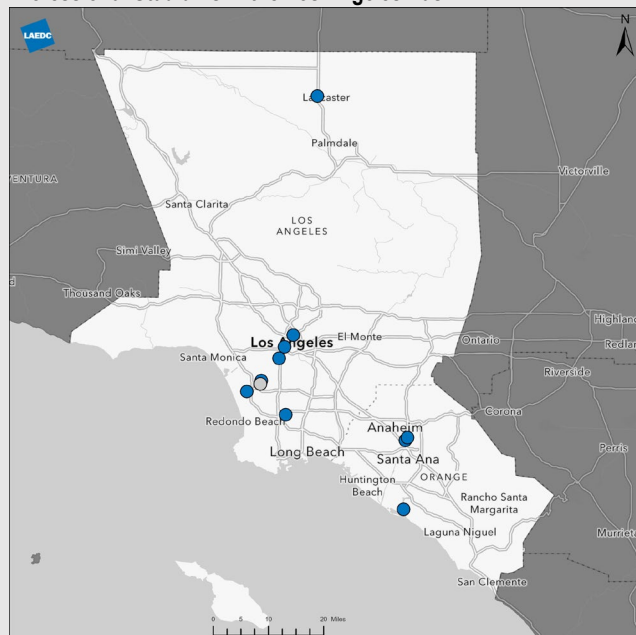 LAEDC
N
Lancaster
Palmdale
Victorville
VENTURA
Santa Clarita
LOS
ANGELES
Simi Valley
Thousand Oaks
Los Angeles
El Monte
Ontario
Highland
Santa Monica
Riverside
Corona
Redondo Beach
Anaheim
Perris
Long Beach
Santa Ana
Huntington
Beach
ORANGE
Rancho Santa
Margarita
Laguna Niguel
Murrieta
San Clemente
0 5 10 20 Miles